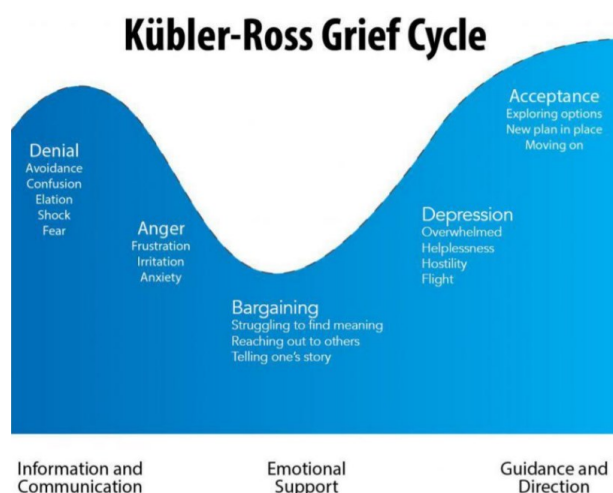 Kübler-Ross Grief Cycle
Denial
Avoidance
Confusion
Elation
Shock
Fear
Anger
Frustration
Irritation
Anxiety
Bargaining
Struggling to find meaning
Reaching out to others
Telling one's story
Depression
Overwhelmed
Helplessness
Hostility
Flight
Acceptance
Exploring options
New plan in place
Moving on
Information and
Communication
Emotional
Support
Guidance and
Direction